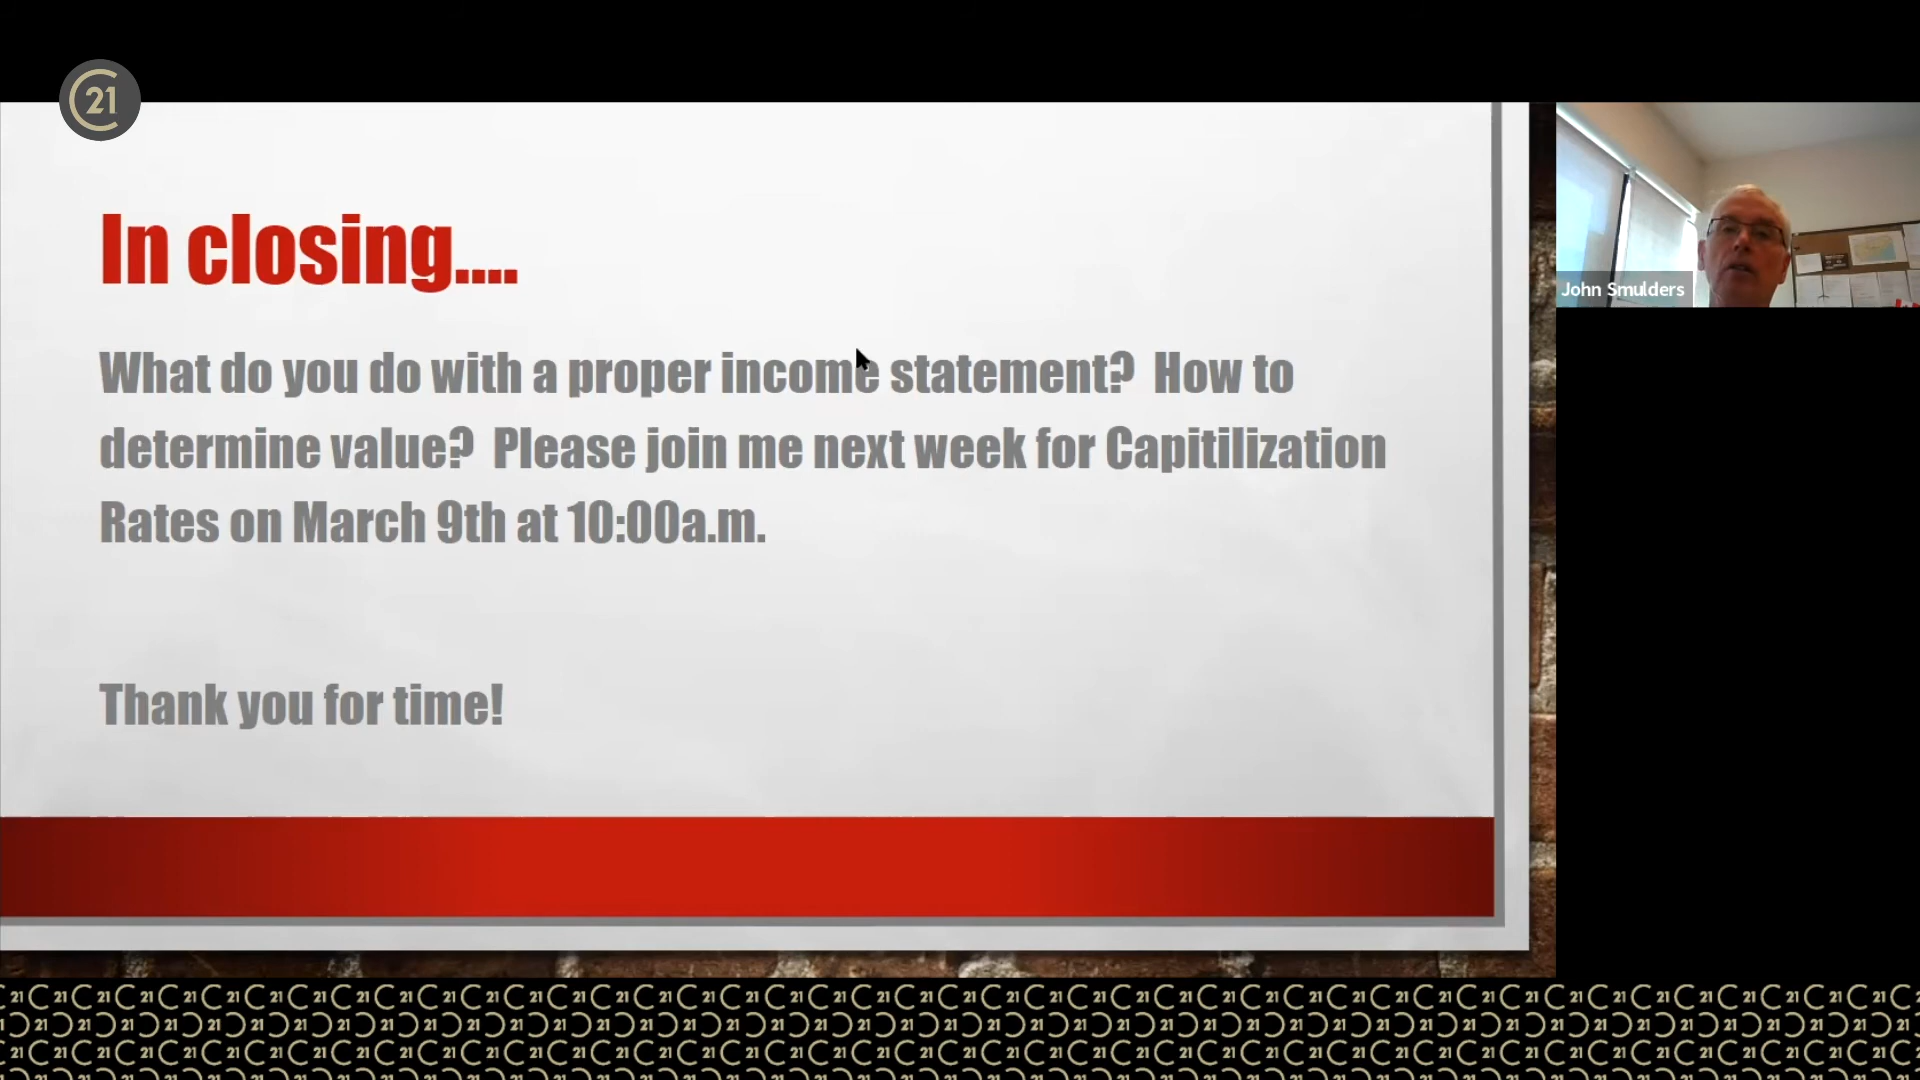 C21
In closing....
What do you do with a proper income statement? How to
determine value? Please join me next week for Capitilization
Rates on March 9th at 10:00a.m.
Thank you for time!
John Smulders